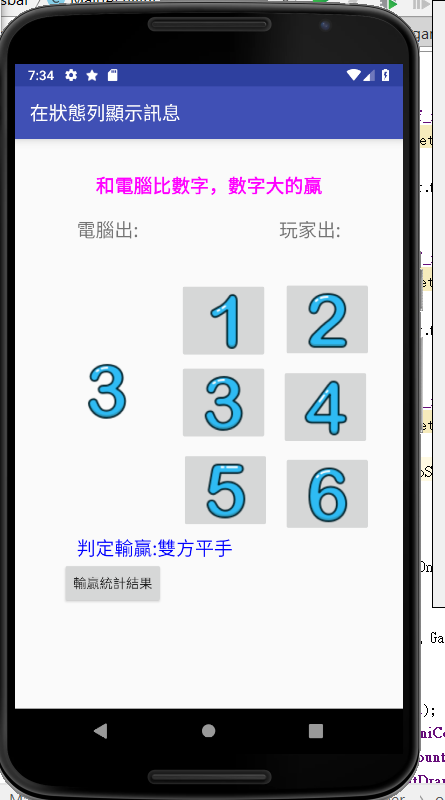 7:34
在狀態列顯示訊息
和電腦比數字，數字大的贏
電腦出:
玩家出:
1 2
3
3 4
5 6
判定輸贏:雙方平手
輸贏統計結果